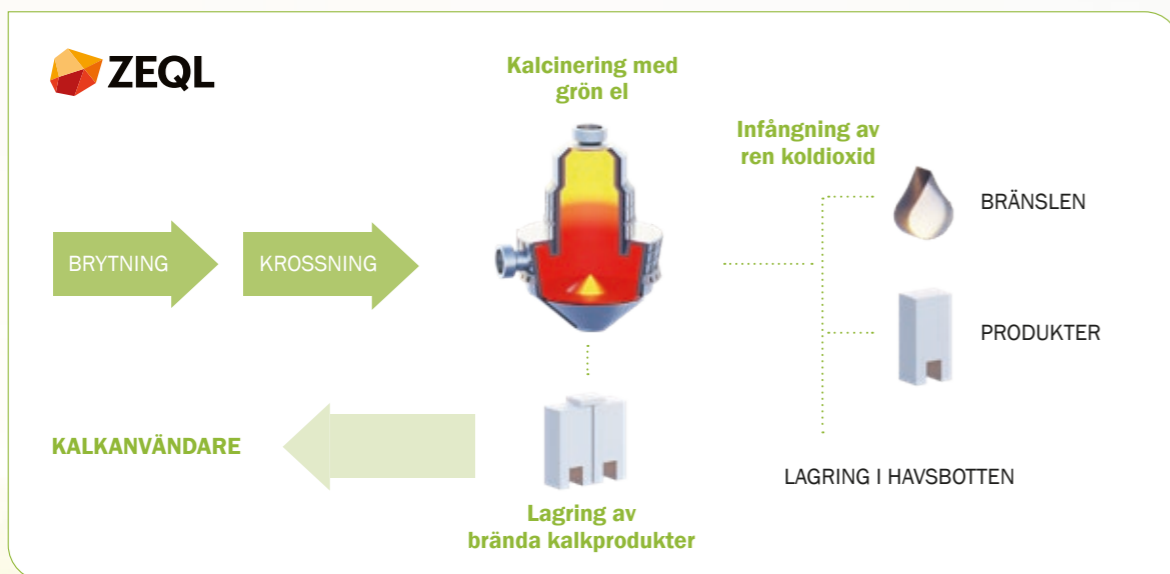 ZEQL
Kalcinering med
grön el
Infångning av
ren koldioxid
BRÄNSLEN
BRYTNING
KROSSNING
PRODUKTER
KALKANVÄNDARE
LAGRING I HAVSBOTTEN
Lagring av
brända kalkprodukter